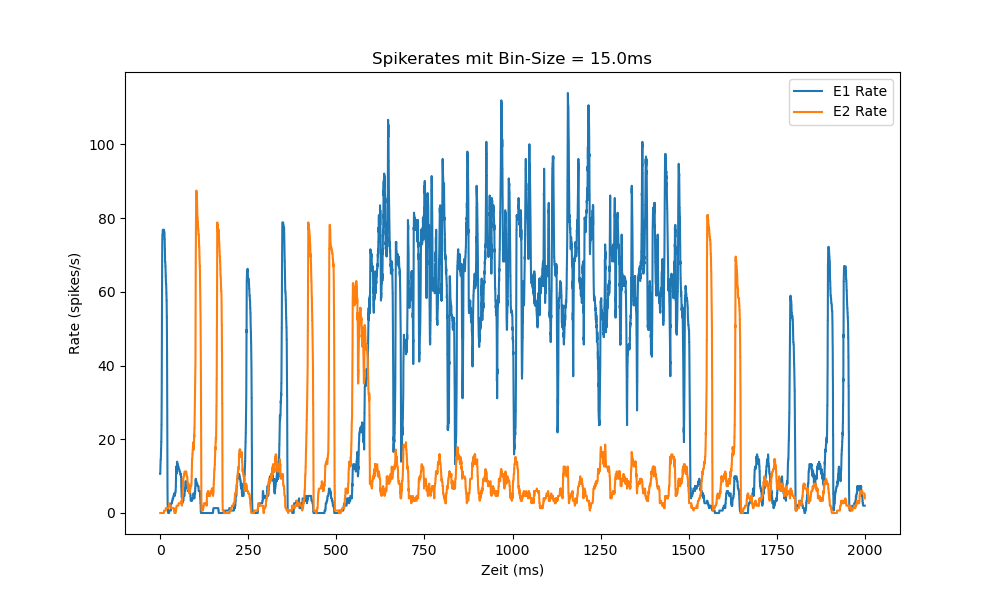 Spikerates mit Bin-Size = 15.0ms
E1 Rate
E2 Rate
Rate (spikes/s)
100
80
60
40
20
0
0 250 500 750 1000 1250 1500 1750 2000
Zeit (ms)